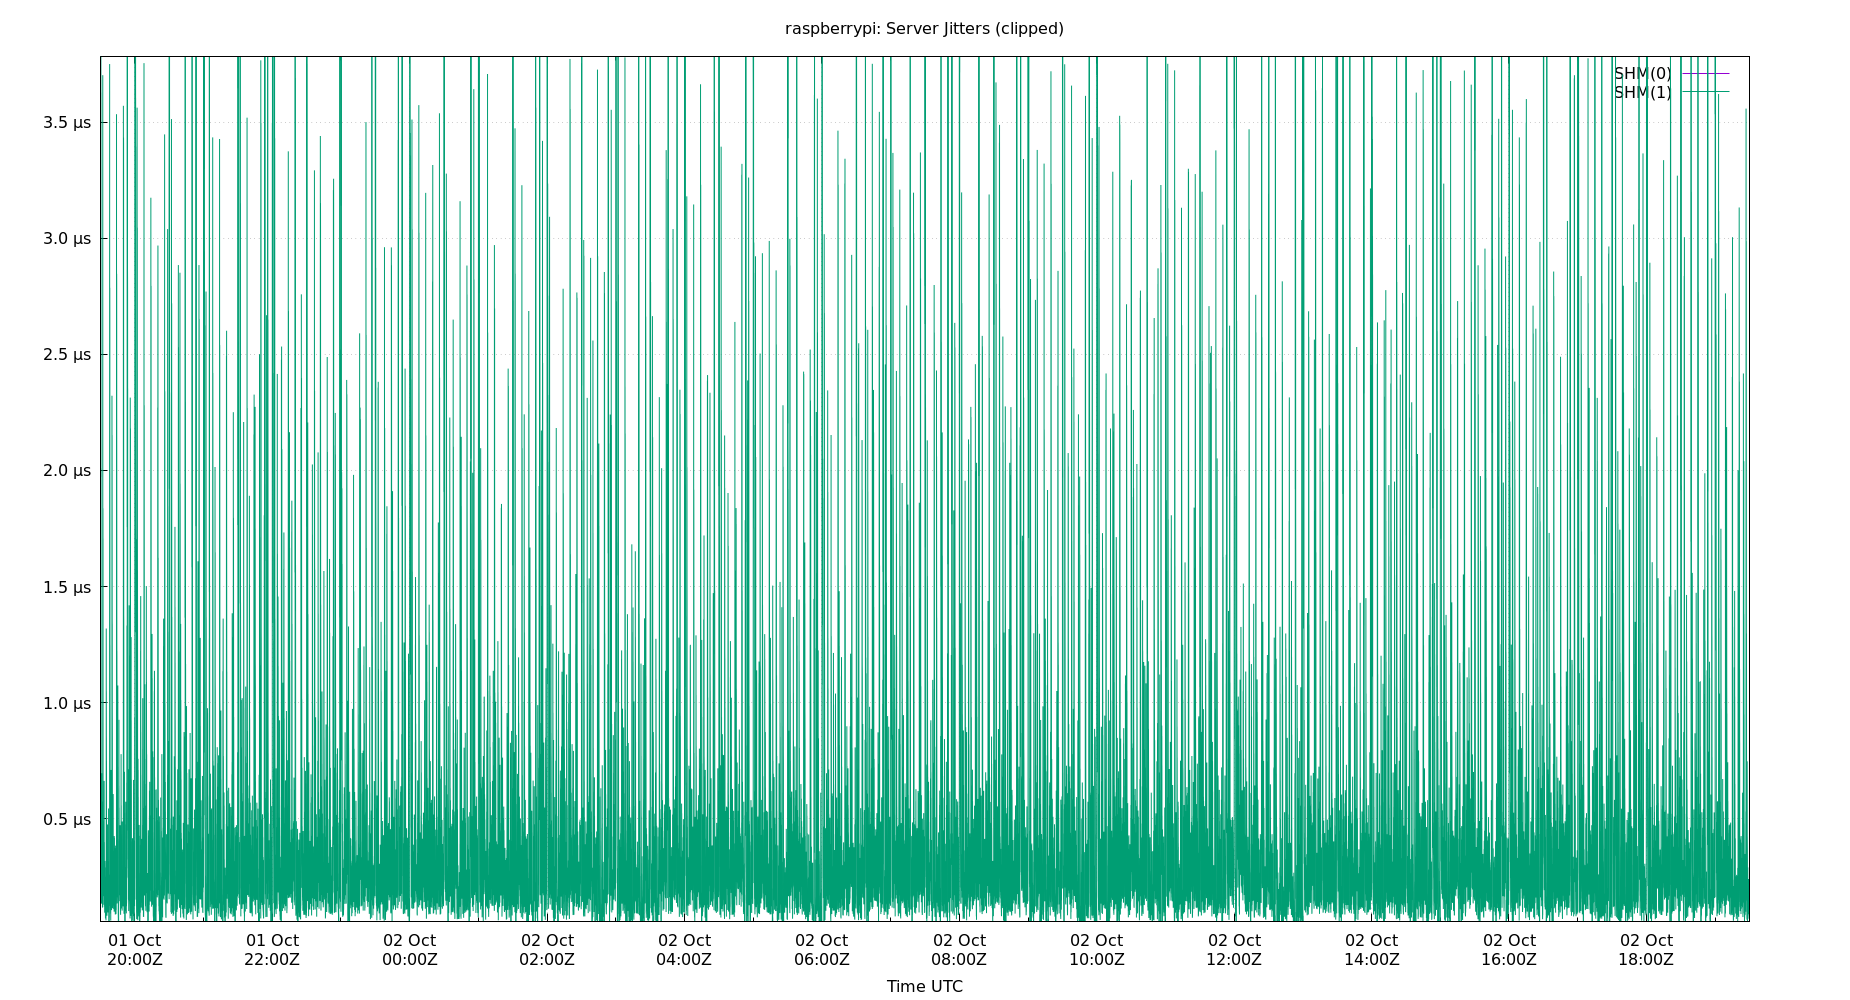 raspberrypi: Server Jitters (clipped)
SHM(0)
SHM(1)
3.5 µs
3.0 µs
2.5 µs
2.0 µs
1.5 µs
1.0 µs
0.5 µs
01 Oct 01 Oct 02 Oct 02 Oct 02 Oct 02 Oct 02 Oct 02 Oct 02 Oct 02 Oct 02 Oct 02 Oct
20:00Z 22:00Z 00:00Z 02:00Z 04:00Z 06:00Z 08:00Z 10:00Z 12:00Z 14:00Z 16:00Z 18:00Z
Time UTC